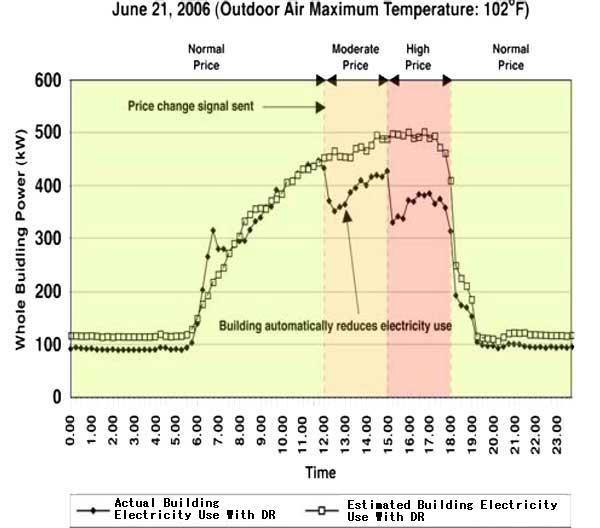 June 21, 2006 (Outdoor Air Maximum Temperature: 102°F)
Normal
Price
Moderate
Price
High
Price
Normal
Price
Price change signal sent
Building automatically reduces electricity use
Whole Buidling Power (kW)
600
500
400
300
200
100
0
0.00
1.00
2.00
3.00
4.00
5.00
6.00
7.00
8.00
9.00
10.00
11.00
12.00
13.00
14.00
15.00
16.00
17.00
18.00
19.00
20.00
21.00
22.00
23.00
Time
Actual Building
Electricity Use With DR
Estimated Building Electricity
Use With DR